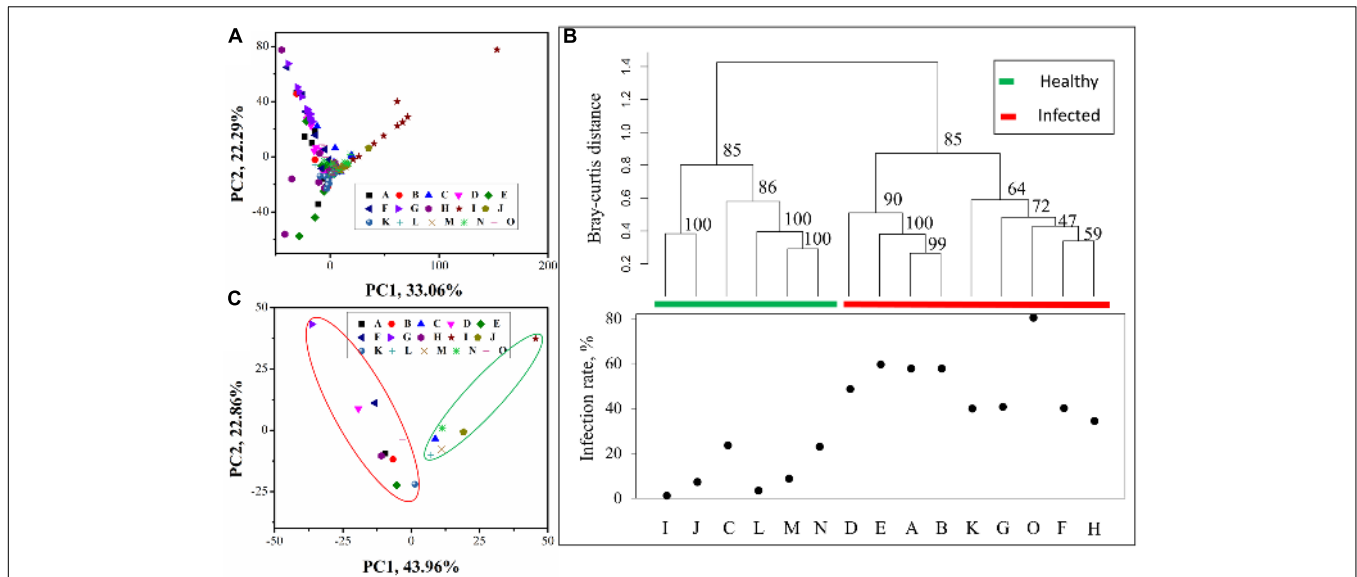 A
80
40
0
-40
PC2, 22.29%
A B C D E
F G H I J
K L M N O
0 100 200
PC1, 33.06%
B
1.4
1.2
1.0
0.8
0.6
0.4
0.2
Bray-curtis distance
Healthy
Infected
85
85
86
64
90
72
100
100
100
47
100
99
59
C
50
25
0
-25
PC2, 22.86%
A B C D E
F G H I J
K L M N O
-50 -25 0 25 50
PC1, 43.96%
80
60
40
20
0
Infection rate, %
I J C L M N D E A B K G O F H